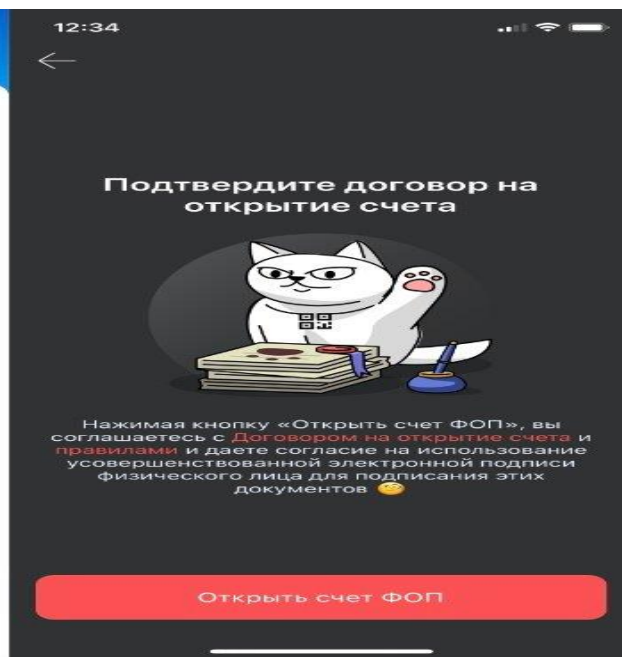 12:34
Подтвердите договор на
открытие счета
Нажимая кнопку «Открыть счет ФОП», вы
соглашаетесь с Договором на открытие счета и
правилами и даете согласие на использование
усовершенствованной электронной подписи
физического лица для подписания этих
документов 🧐
Открыть счет ФОП